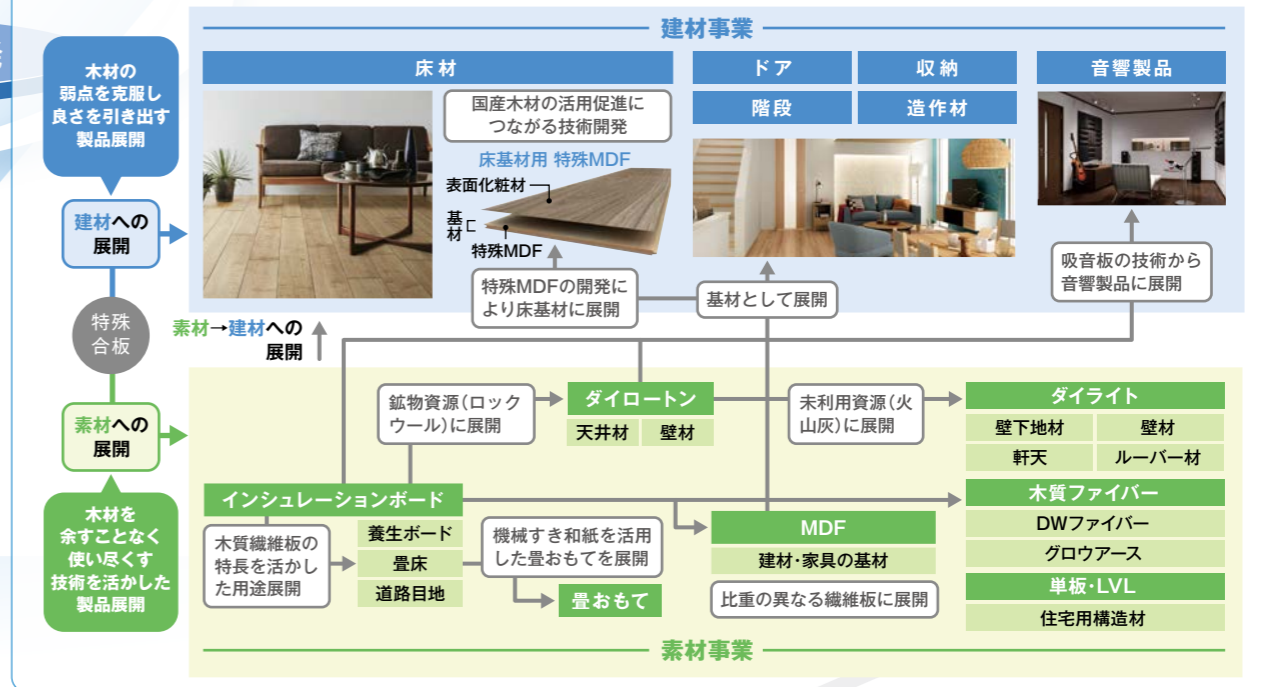 建材事業
木材の
弱点を克服し
良さを引き出す
製品展開
建材への
展開
特殊
合板
素材への
展開
木材を
余すことなく
使い尽くす
技術を活かした
製品展開
床材
国産木材の活用促進に
つながる技術開発
床基材用 特殊MDF
表面化粧材
基
材
特殊MDF
特殊MDFの開発に
より床基材に展開
ドア
収納
階段
造作材
基材として展開
音響製品
吸音板の技術から
音響製品に展開
素材→建材への
展開
鉱物資源(ロック
ウール)に展開
ダイロートン
天井材
壁材
未利用資源(火
山灰)に展開
ダイライト
壁下地材
壁材
軒天
ルーバー材
インシュレーションボード
木質繊維板の
特長を活かし
た用途展開
養生ボード
畳床
道路目地
機械すき和紙を活用
した畳おもてを展開
畳おもて
MDF
建材・家具の基材
比重の異なる繊維板に展開
木質ファイバー
DWファイバー
グロウアース
単板・LVL
住宅用構造材
素材事業